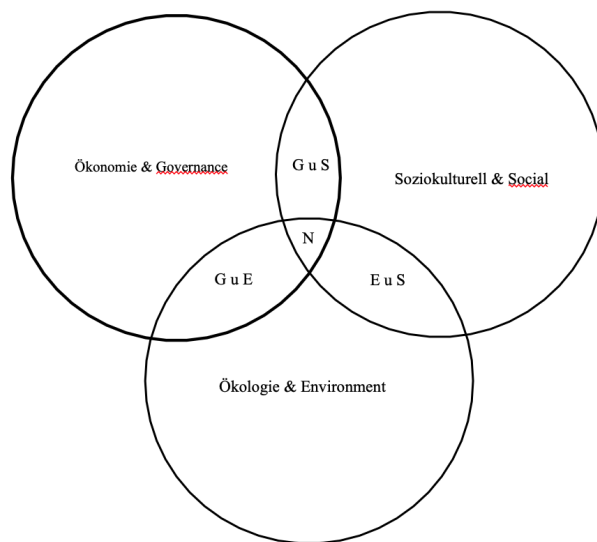 Ökonomie & Governance
G u S
Soziokulturell & Social
N
G u E
E u S
Ökologie & Environment